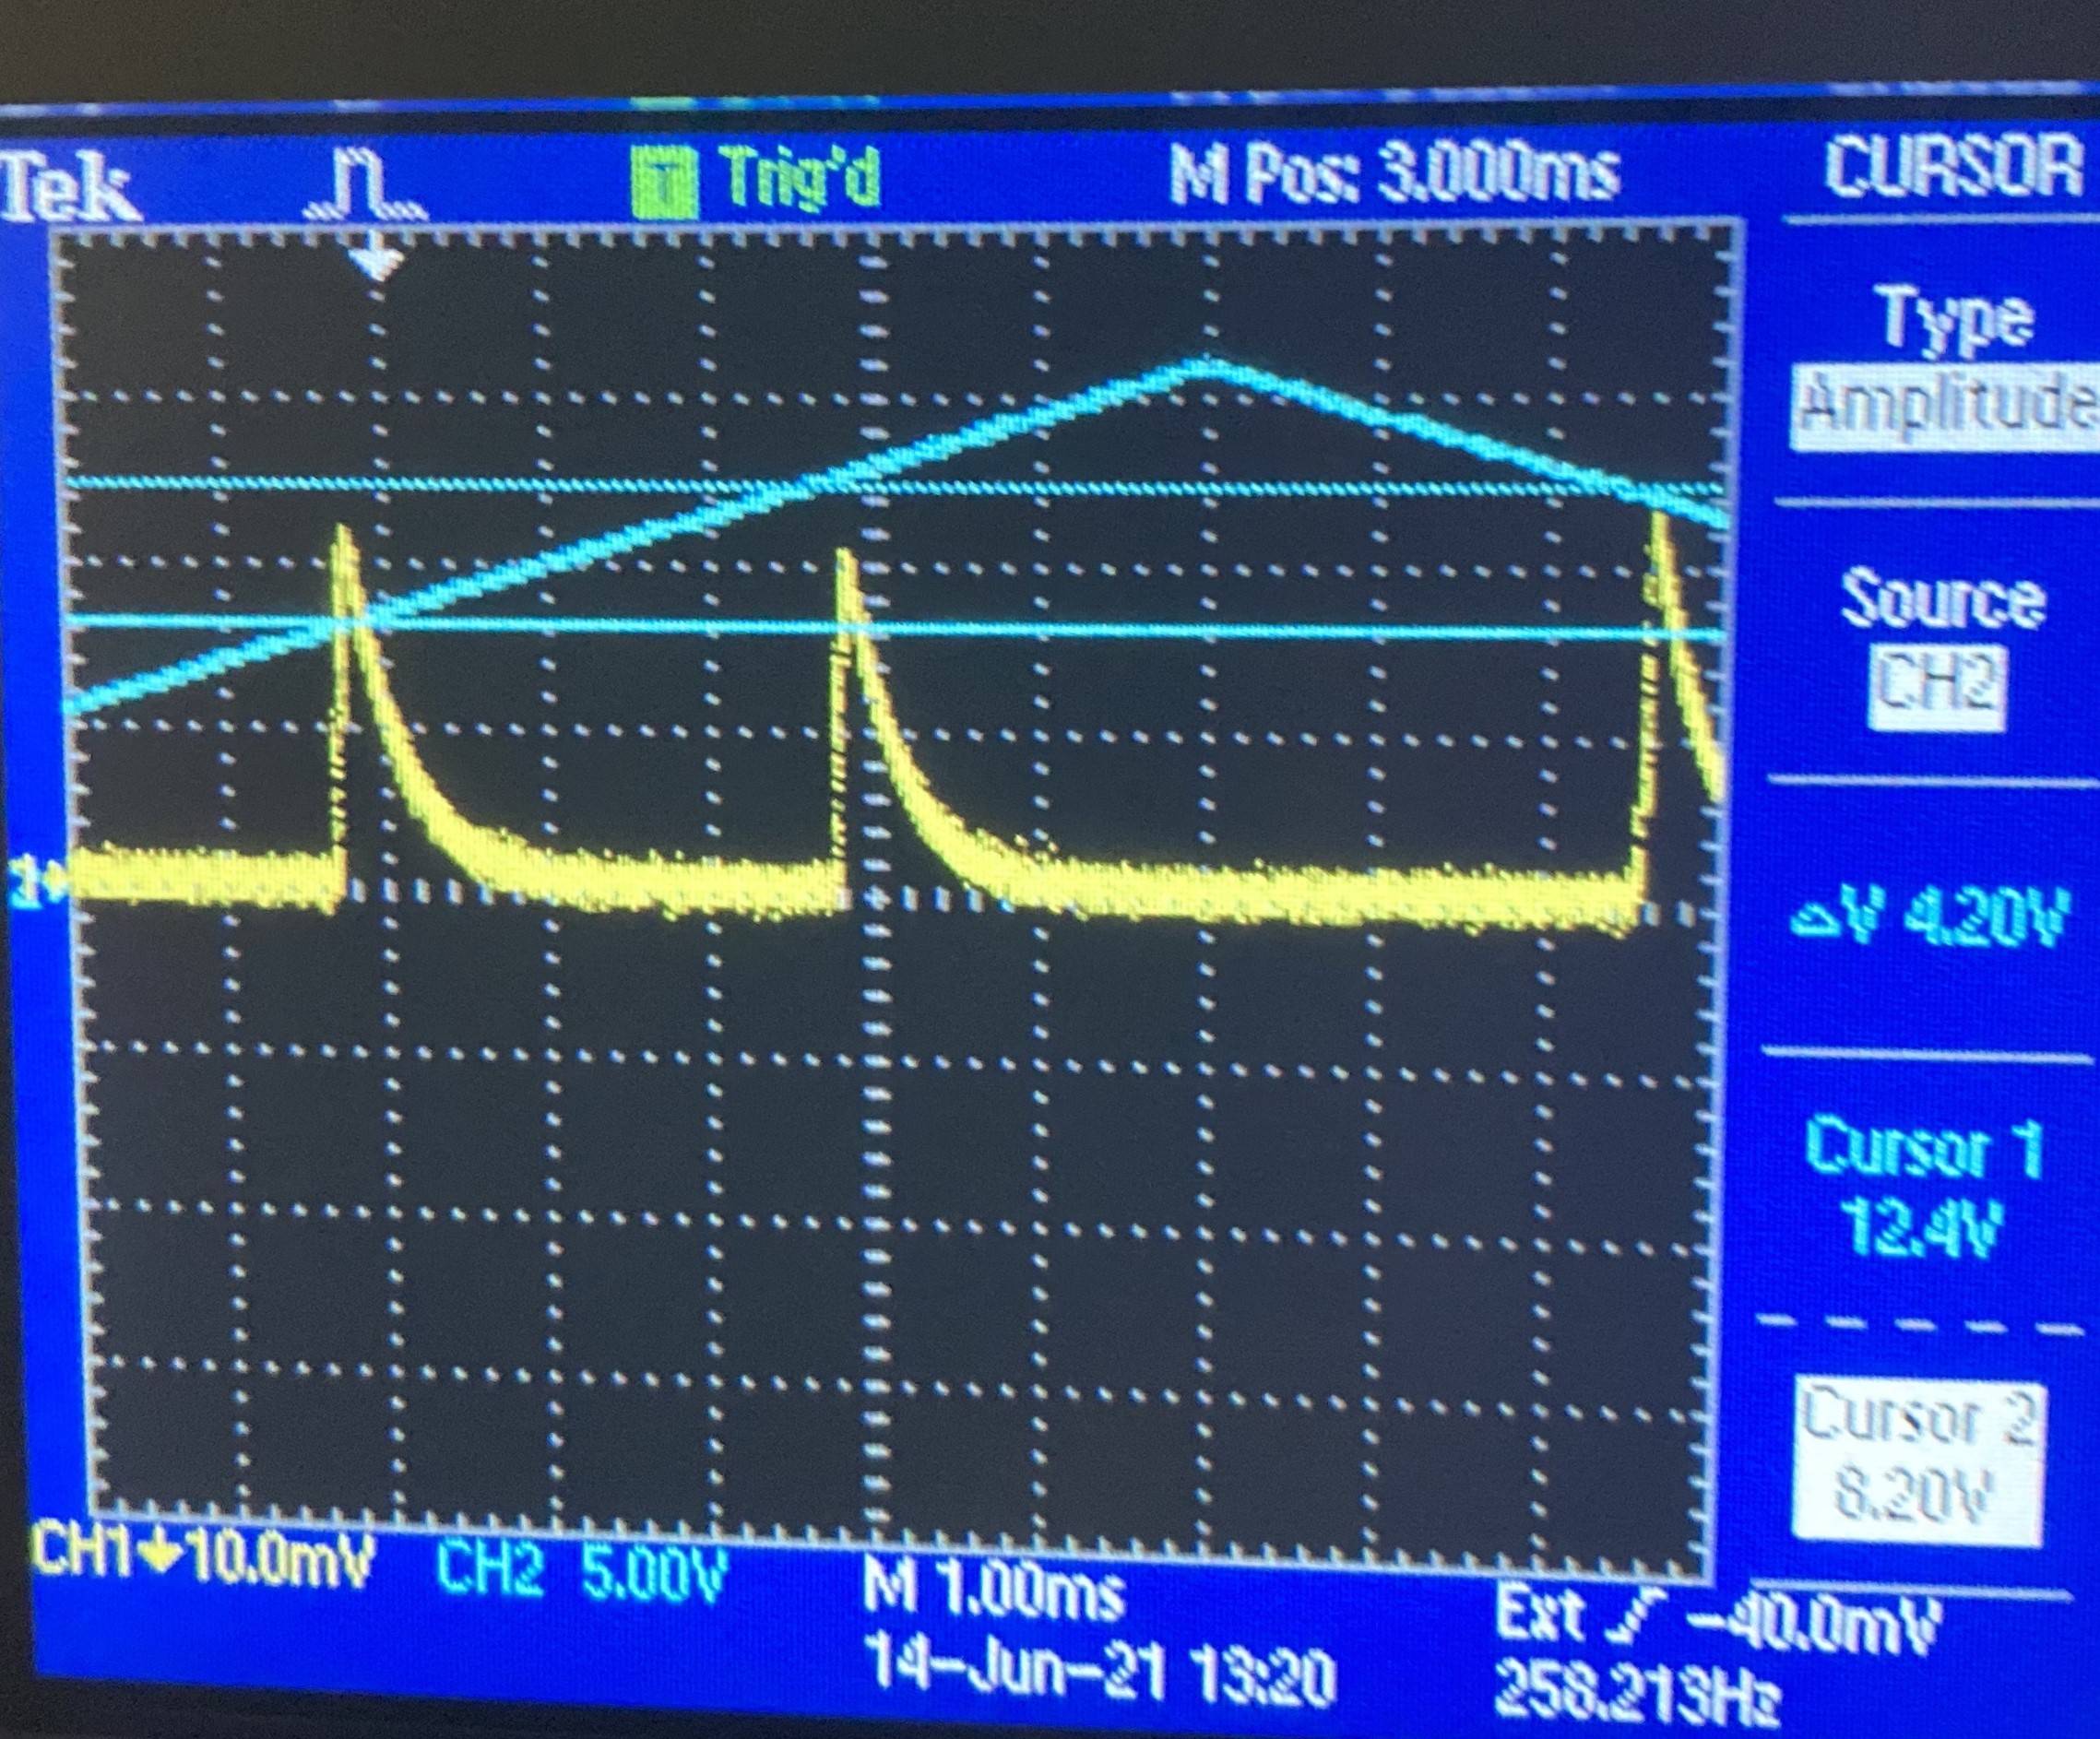 Tek T Trig'd M Pos: 3.000ms CURSOR
Type
Amplitude
Source
CH2
ΔV 4.20V
Cursor 1
12.4V
Cursor 2
8.20V
CH1 10.0mV CH2 5.00V M 1.00ms Ext -40.0mV
14-Jun-21 13:20 258.213Hz